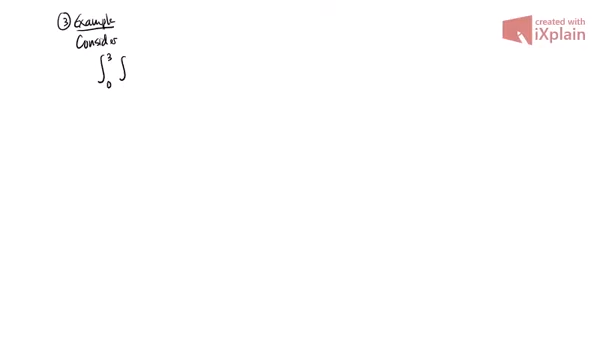 ③ Example
Consider
∫₀³ ∫
created with
iXplain